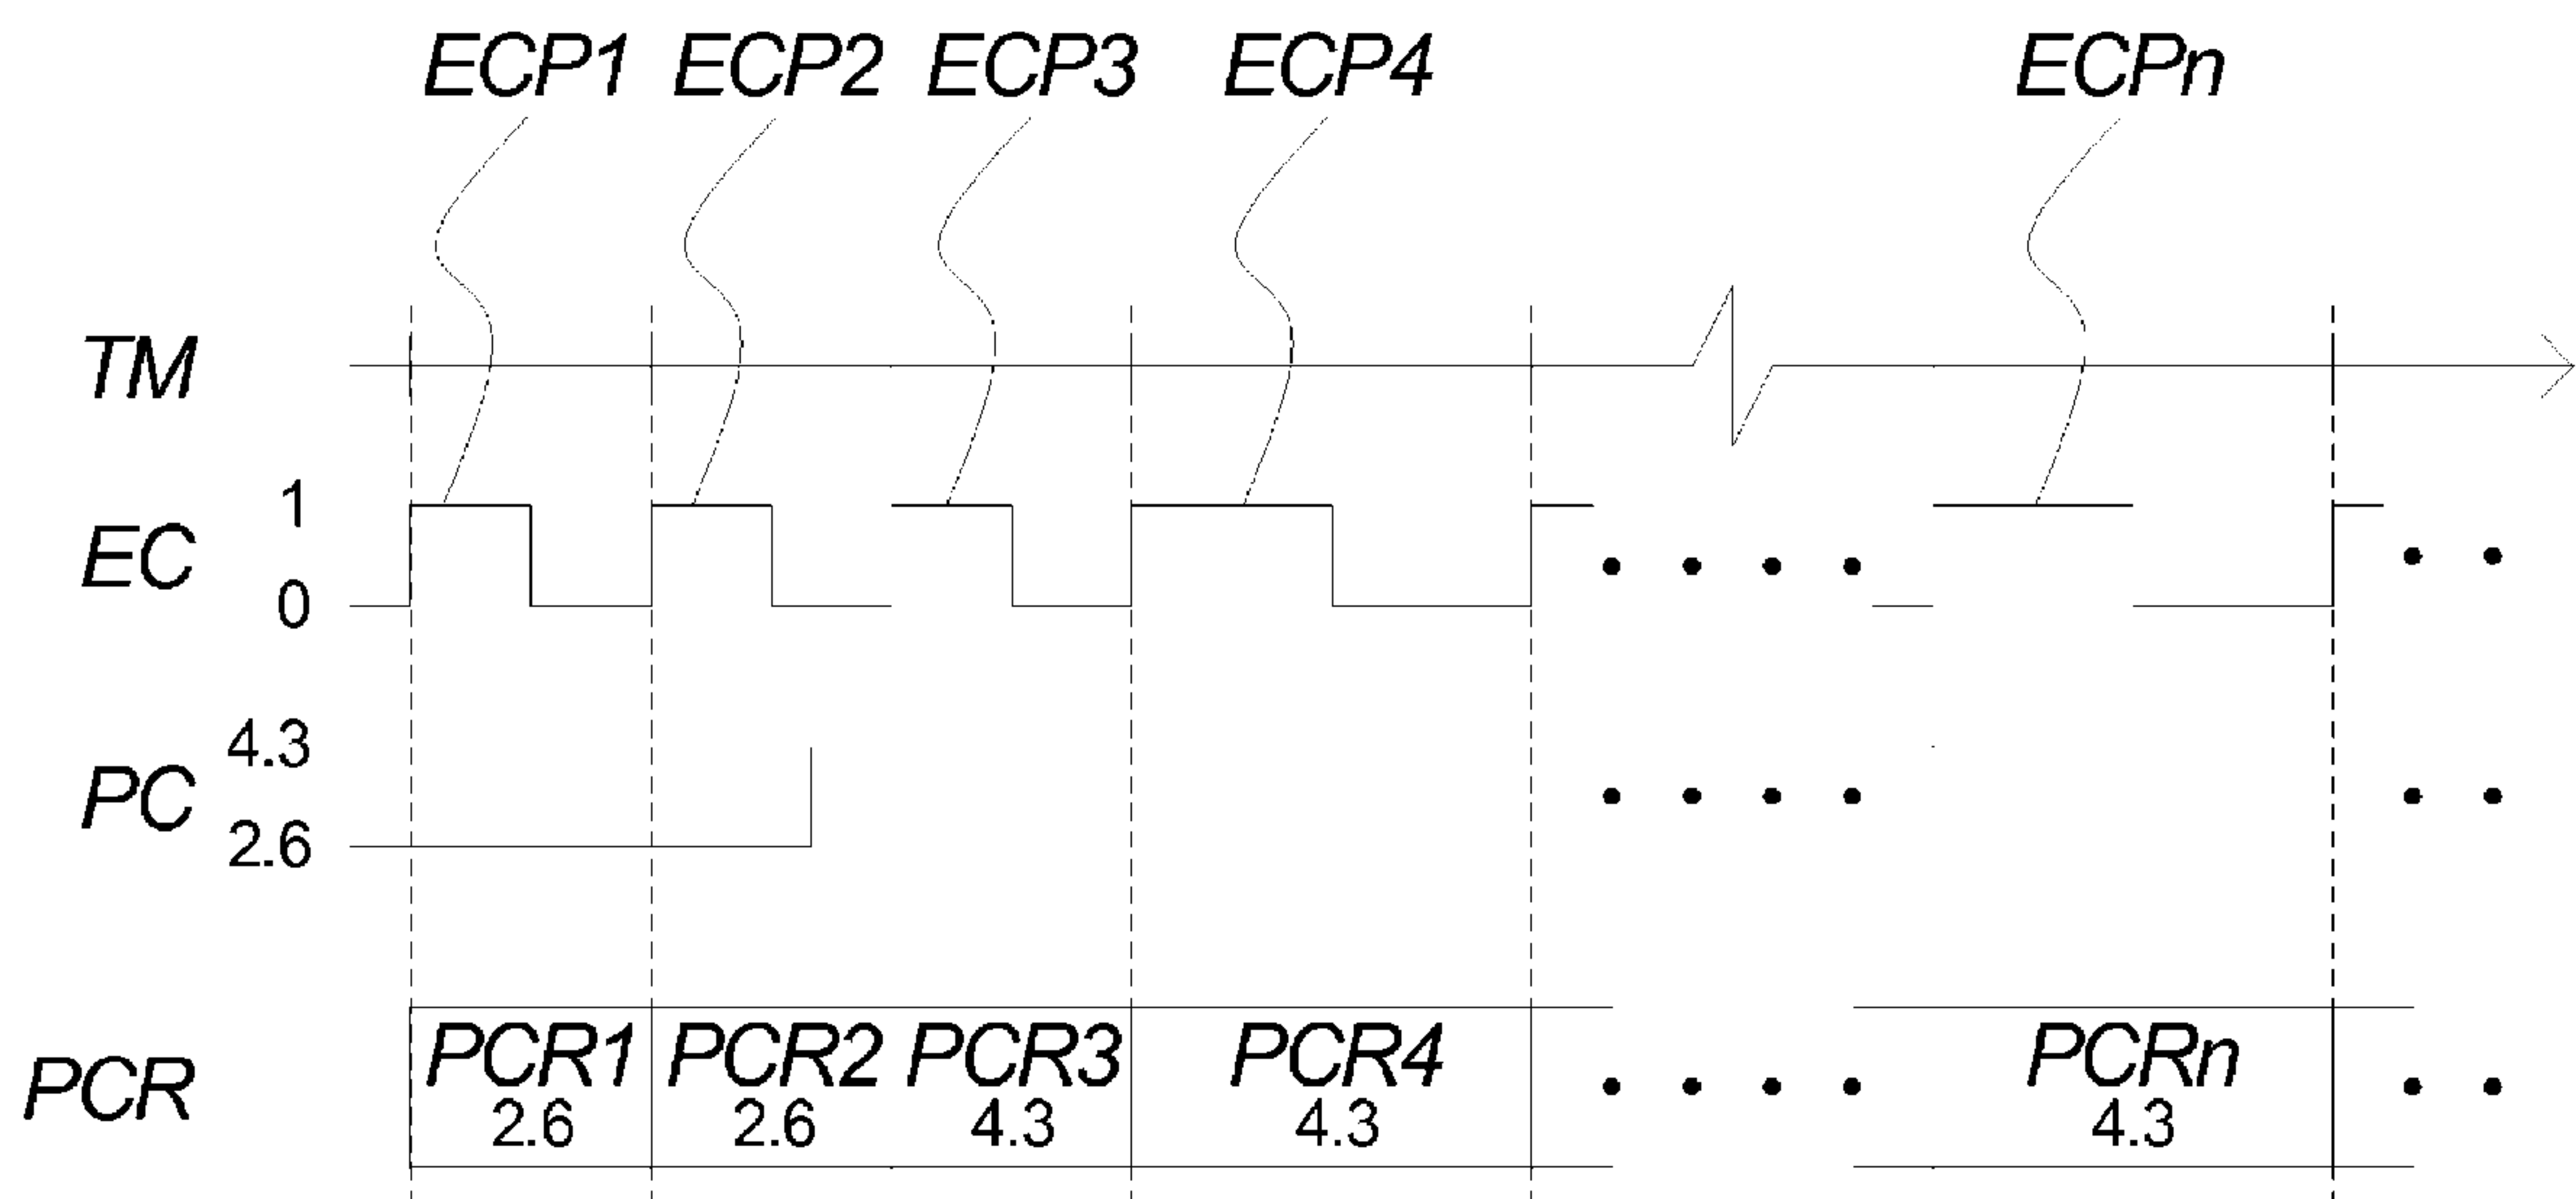 ECP1 ECP2 ECP3 ECP4 ECPn
TM
1
EC
0
4.3
PC
2.6
PCR1 PCR2 PCR3 PCR4 PCRn
PCR
2.6 2.6 4.3 4.3 4.3